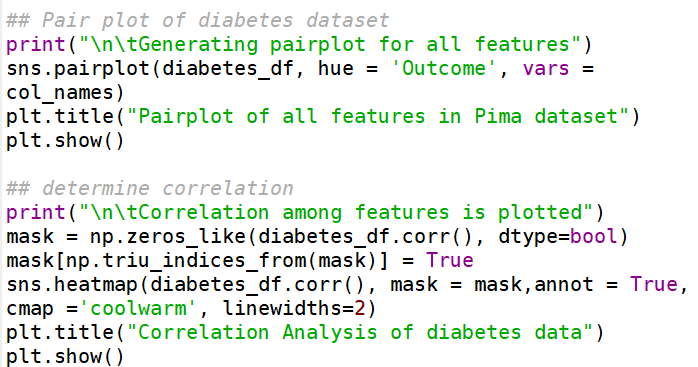 ## Pair plot of diabetes dataset
print("\n\tGenerating pairplot for all features")
sns.pairplot(diabetes_df, hue = 'Outcome', vars =
col_names)
plt.title("Pairplot of all features in Pima dataset")
plt.show()

## determine correlation
print("\n\tCorrelation among features is plotted")
mask = np.zeros_like(diabetes_df.corr(), dtype=bool)
mask[np.triu_indices_from(mask)] = True
sns.heatmap(diabetes_df.corr(), mask = mask,annot = True,
cmap ='coolwarm', linewidths=2)
plt.title("Correlation Analysis of diabetes data")
plt.show()